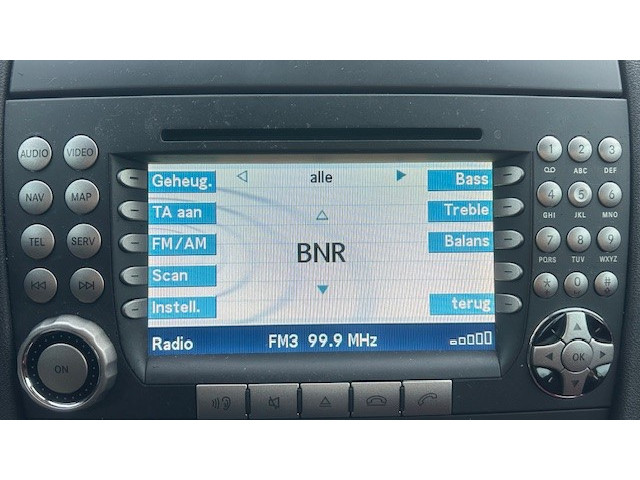 AUDIO VIDEO
NAV MAP
TEL SERV
ON
Geheug. alle Bass
TA aan Treble
FM/AM BNR Balans
Scan
Instell. terug
Radio FM3 99.9 MHz
1 2 3
ABC DEF
4 5 6
GHI JKL MNO
7 8 9
PQRS TUV WXYZ
* 0 #
OK